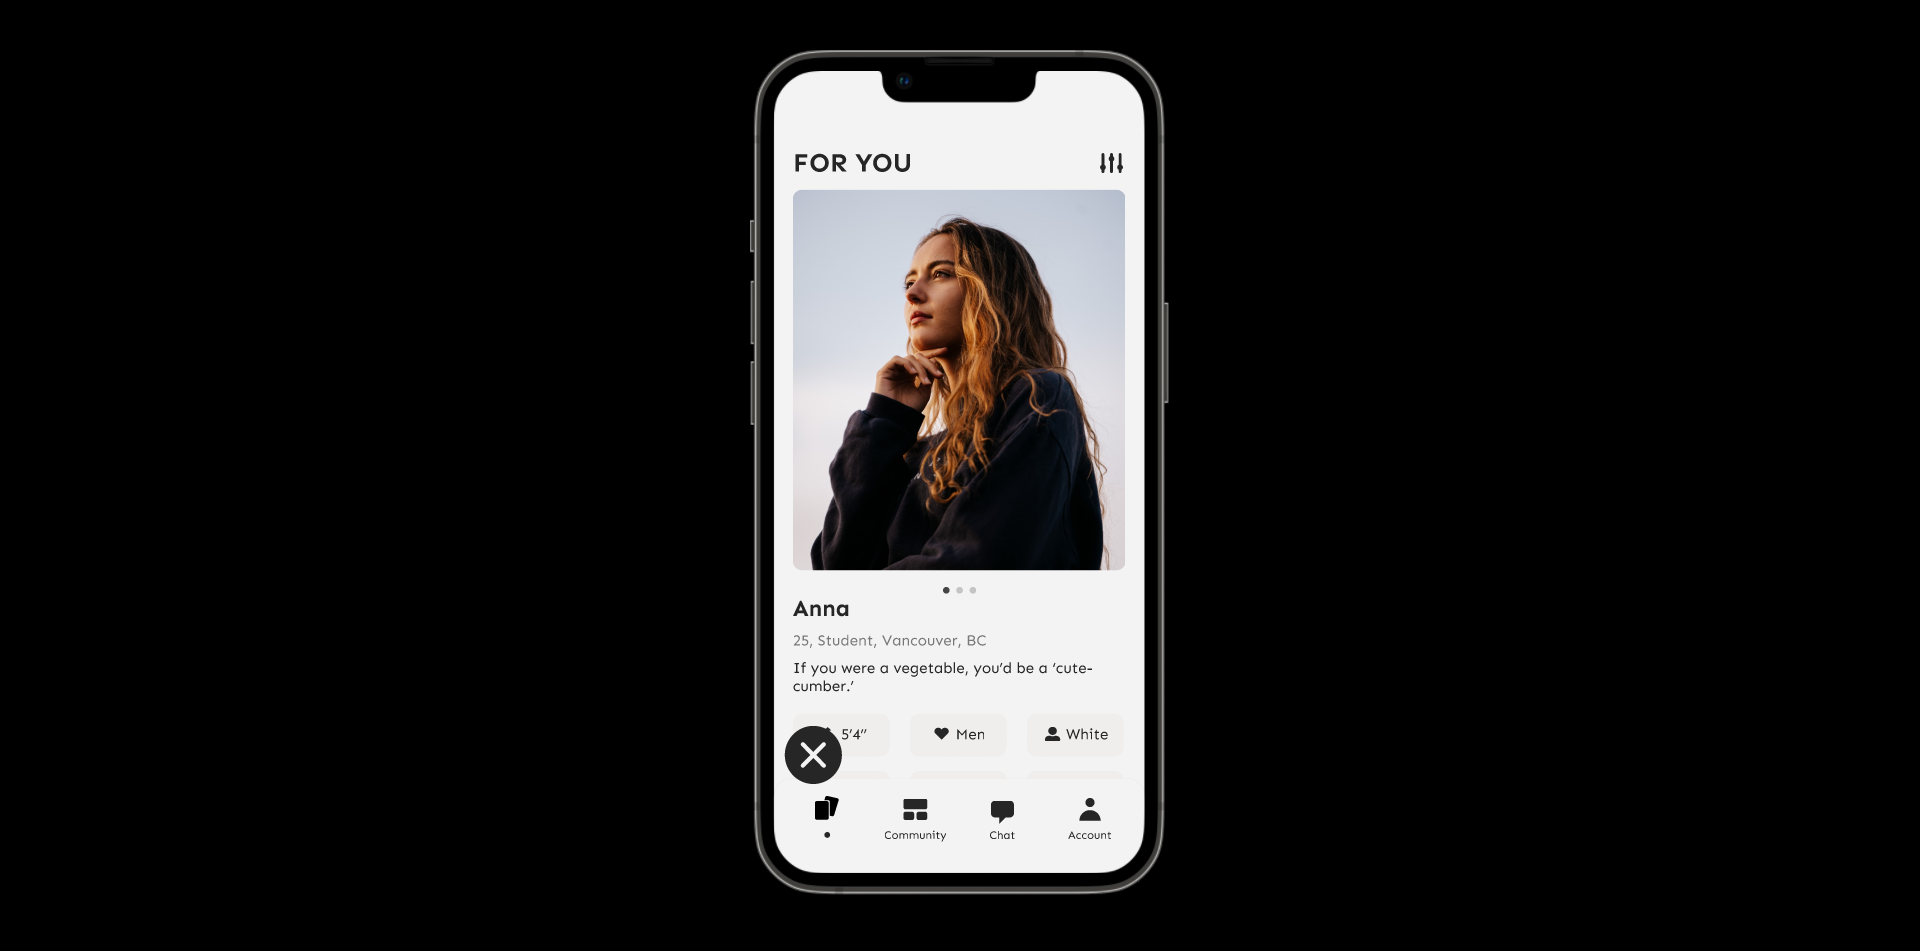 FOR YOU
Anna
25, Student, Vancouver, BC
If you were a vegetable, you’d be a ‘cute-
cumber.’
5’4’’
Men
White
Community
Chat
Account